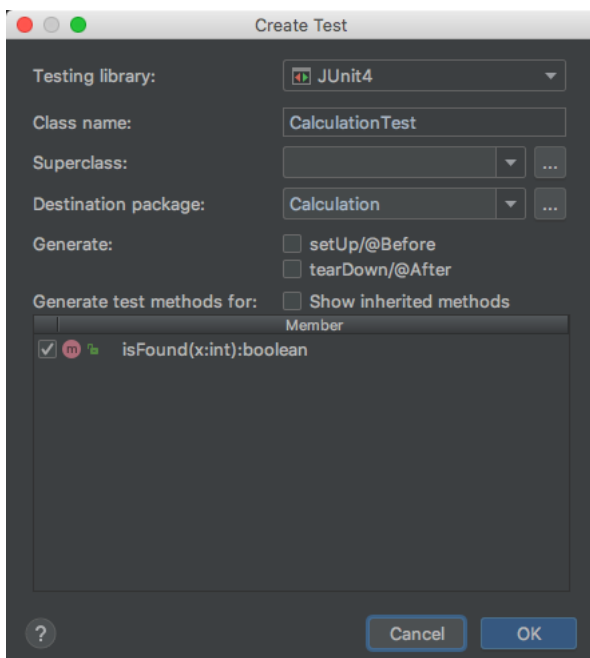 Create Test
Testing library: JUnit4
Class name: CalculationTest
Superclass: ...
Destination package: Calculation ...
Generate: setUp/@Before
tearDown/@After
Generate test methods for: Show inherited methods
Member
m isFound(x:int):boolean
? Cancel OK